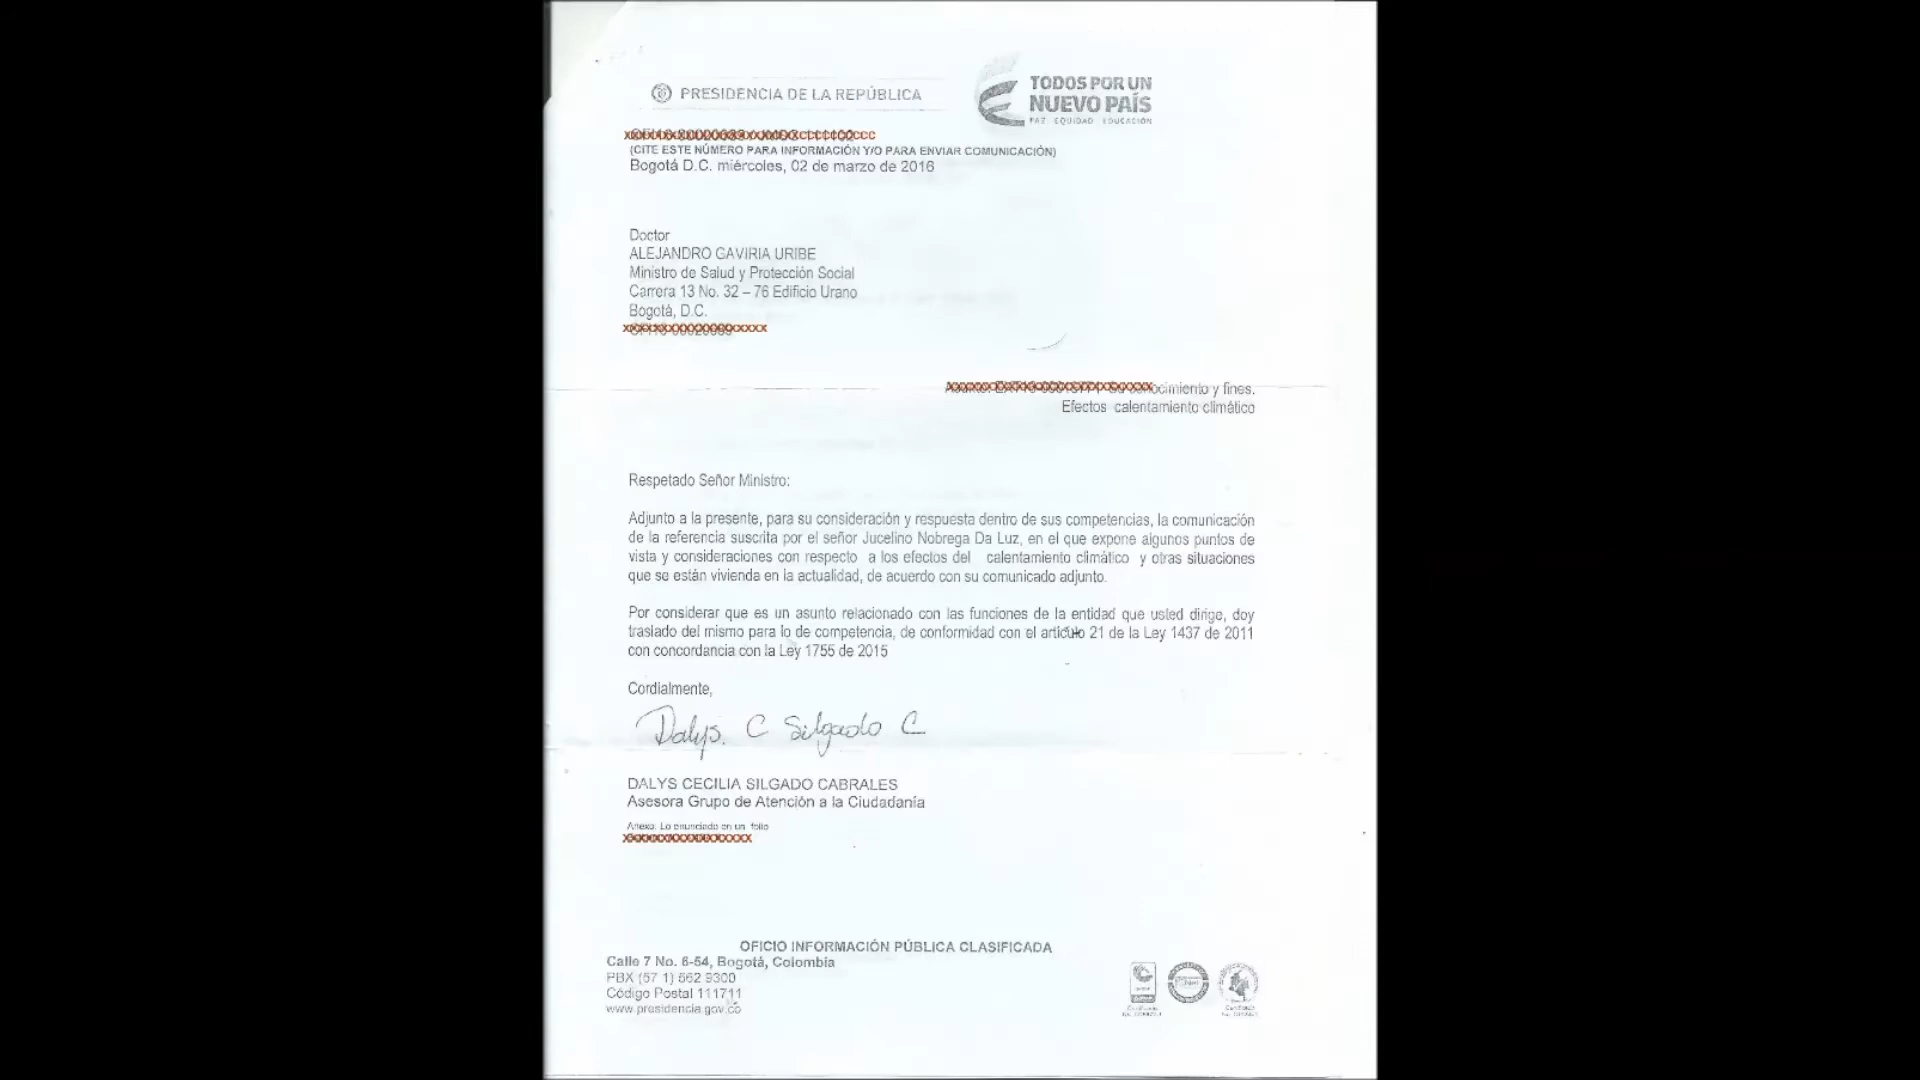 PRESIDENCIA DE LA REPÚBLICA
TODOS POR UN
NUEVO PAÍS
PAZ EQUIDAD EDUCACIÓN
(CITE ESTE NÚMERO PARA INFORMACIÓN Y/O PARA ENVIAR COMUNICACIÓN)
Bogotá D.C. miércoles, 02 de marzo de 2016
Doctor
ALEJANDRO GAVIRIA URIBE
Ministro de Salud y Protección Social
Carrera 13 No. 32 – 76 Edificio Urano
Bogotá, D.C.
ocimiento y fines.
Efectos calentamiento climático
Respetado Señor Ministro:
Adjunto a la presente, para su consideración y respuesta dentro de sus competencias, la comunicación
de la referencia suscrita por el señor Jucelino Nobrega Da Luz, en el que expone algunos puntos de
vista y consideraciones con respecto a los efectos del calentamiento climático y otras situaciones
que se están vivienda en la actualidad, de acuerdo con su comunicado adjunto.
Por considerar que es un asunto relacionado con las funciones de la entidad que usted dirige, doy
traslado del mismo para lo de competencia, de conformidad con el artículo 21 de la Ley 1437 de 2011
con concordancia con la Ley 1755 de 2015
Cordialmente,
Dalys. C Silgado C
DALYS CECILIA SILGADO CABRALES
Asesora Grupo de Atención a la Ciudadanía
Anexo: Lo enunciado en un folio
OFICIO INFORMACIÓN PÚBLICA CLASIFICADA
Calle 7 No. 6-54, Bogotá, Colombia
PBX (57 1) 562 9300
Código Postal 111711
www.presidencia.gov.co